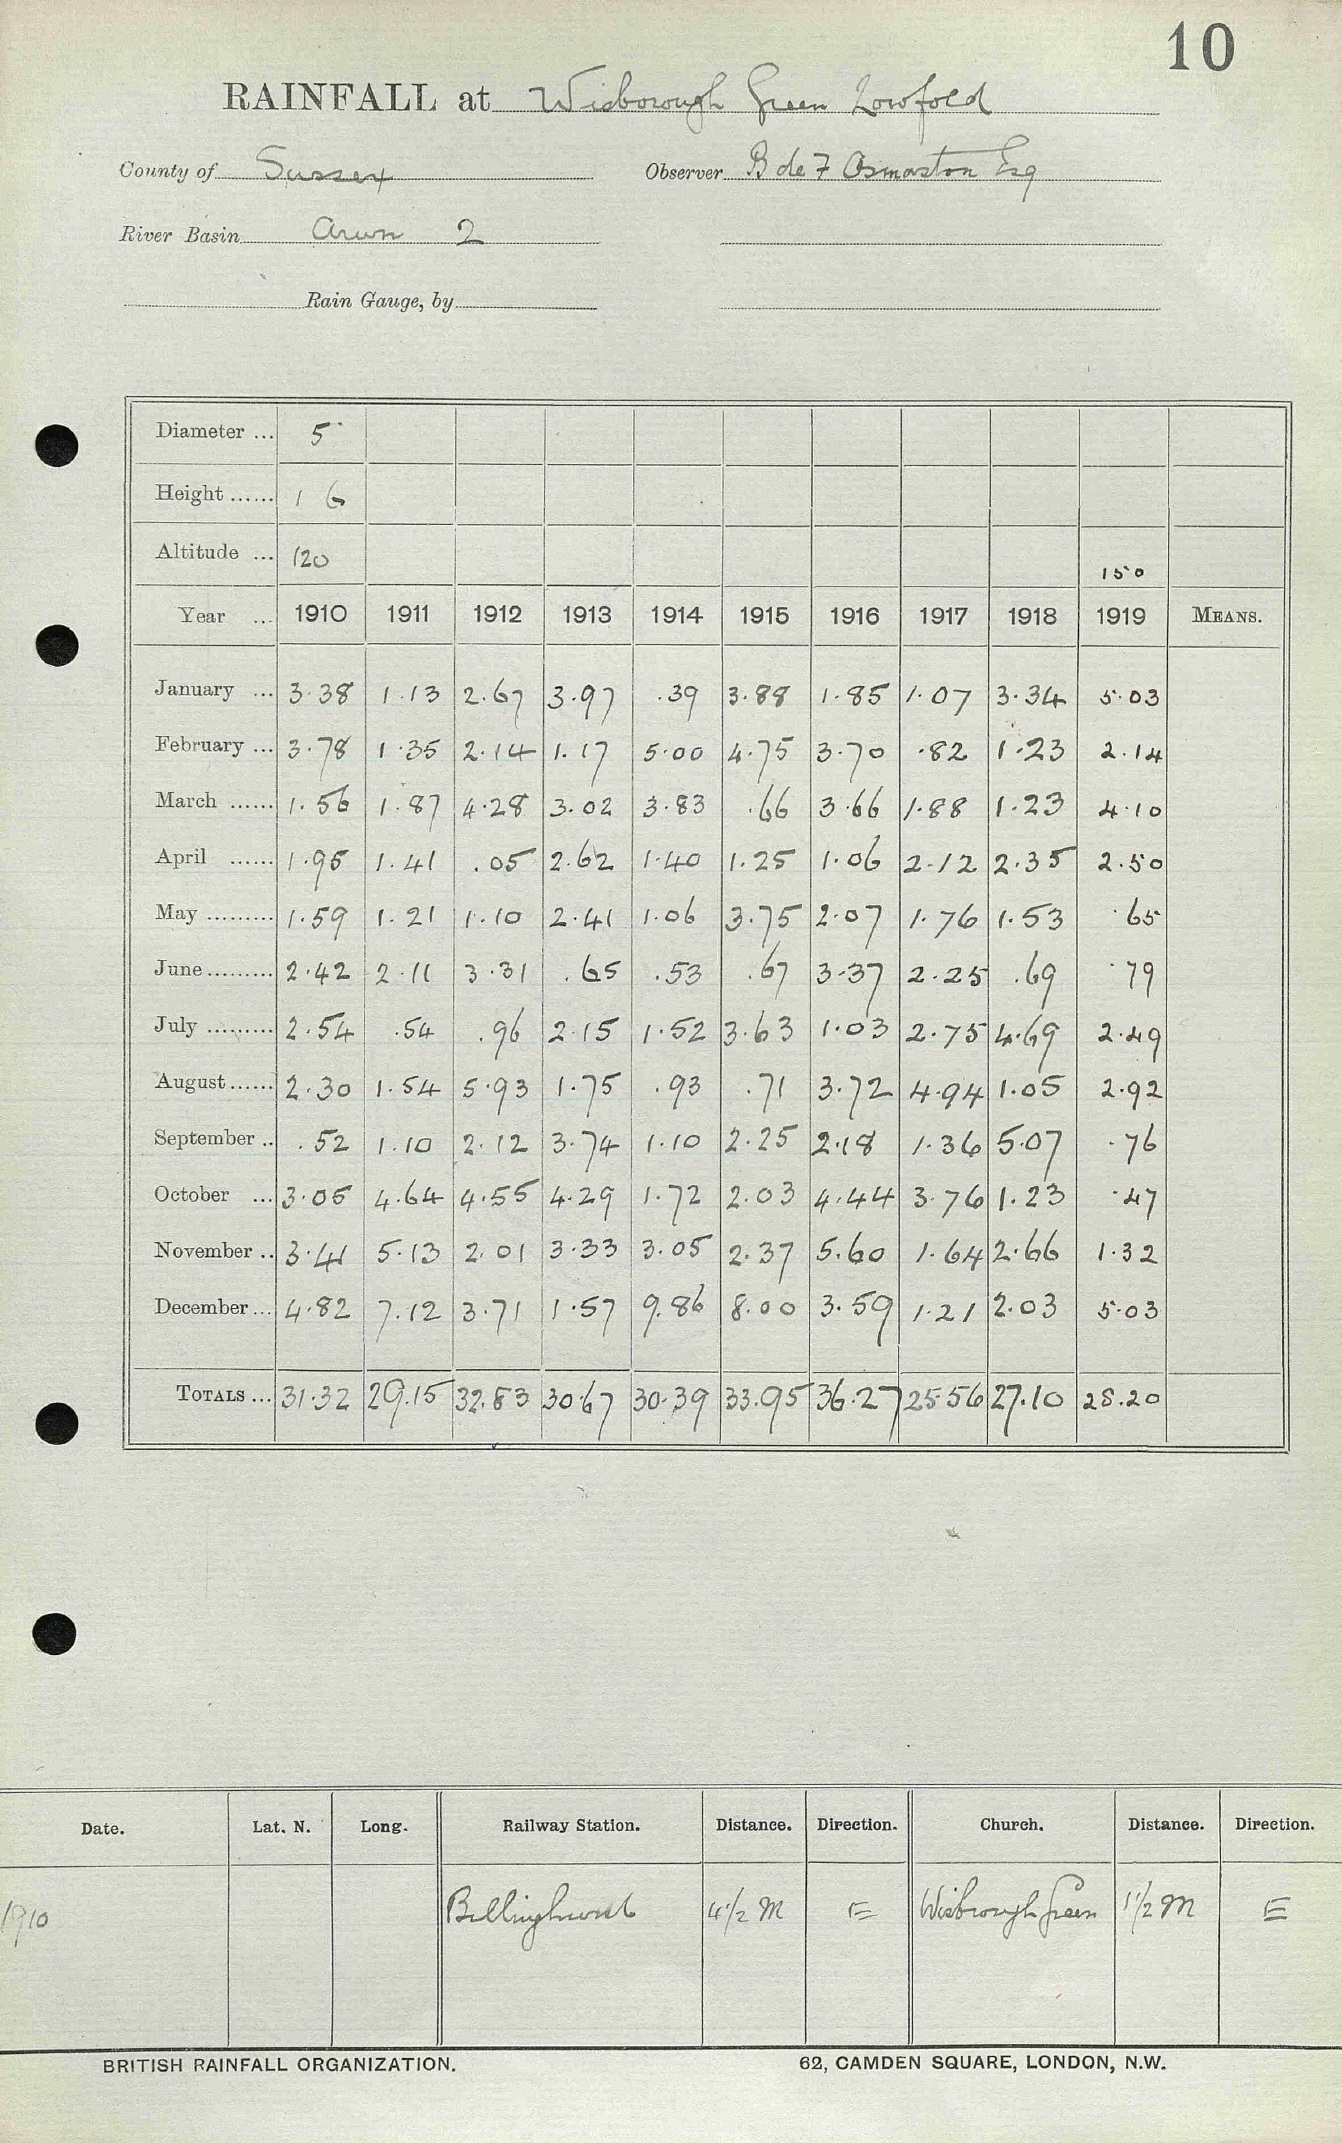 10
RAINFALL at Wisborough Green Lowfold
County of Sussex Observer B de F Osmaston Esq
River Basin Arun 2
Rain Gauge, by
Diameter ... 5
Height ...... 1 6
Altitude ... 120 150
Year ... 1910 1911 1912 1913 1914 1915 1916 1917 1918 1919 MEANS.
January ... 3.38 1.13 2.67 3.97 .39 3.88 1.85 1.07 3.34 5.03
February ... 3.78 1.35 2.14 1.17 5.00 4.75 3.70 .82 1.23 2.14
March ...... 1.56 1.87 4.28 3.02 3.83 .66 3.66 1.88 1.23 4.10
April ...... 1.95 1.41 .05 2.62 1.40 1.25 1.06 2.12 2.35 2.50
May ......... 1.59 1.21 1.10 2.41 1.06 3.75 2.07 1.76 1.53 .65
June ......... 2.42 2.11 3.31 .65 .53 .67 3.37 2.25 .69 .79
July ......... 2.54 .54 .96 2.15 1.52 3.63 1.03 2.75 4.69 2.49
August ...... 2.30 1.54 5.93 1.75 .93 .71 3.72 4.94 1.05 2.92
September .. .52 1.10 2.12 3.74 1.10 2.25 2.18 1.36 5.07 .76
October ... 3.05 4.64 4.55 4.29 1.72 2.03 4.44 3.76 1.23 .47
November .. 3.41 5.13 2.01 3.33 3.05 2.37 5.60 1.64 2.66 1.32
December ... 4.82 7.12 3.71 1.57 9.86 8.00 3.59 1.21 2.03 5.03
TOTALS ... 31.32 29.15 32.83 30.67 30.39 33.95 36.27 25.56 27.10 28.20
Date. Lat. N. Long. Railway Station. Distance. Direction. Church. Distance. Direction.
1910 Billinghurst 4 1/2 M E Wisborough Green 1 1/2 M E
BRITISH RAINFALL ORGANIZATION. 62, CAMDEN SQUARE, LONDON, N.W.